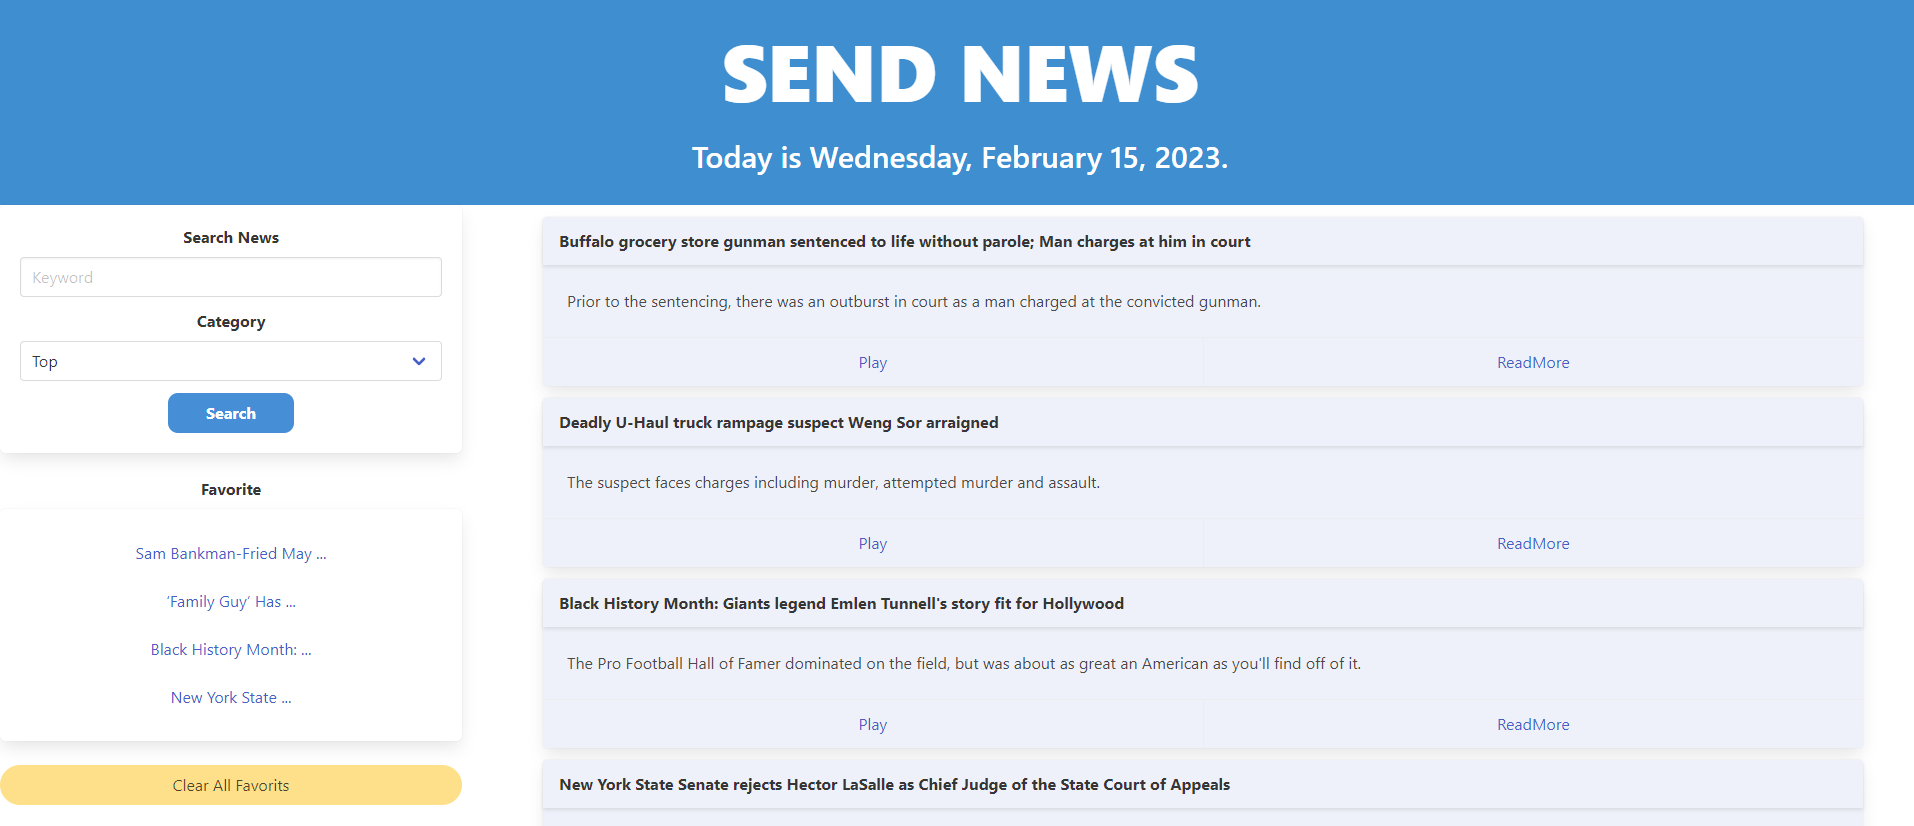 SEND NEWS
Today is Wednesday, February 15, 2023.
Search News
Keyword
Category
Top
Search
Favorite
Sam Bankman-Fried May ...
‘Family Guy’ Has ...
Black History Month: ...
New York State ...
Clear All Favorits
Buffalo grocery store gunman sentenced to life without parole; Man charges at him in court
Prior to the sentencing, there was an outburst in court as a man charged at the convicted gunman.
Play
ReadMore
Deadly U-Haul truck rampage suspect Weng Sor arraigned
The suspect faces charges including murder, attempted murder and assault.
Play
ReadMore
Black History Month: Giants legend Emlen Tunnell's story fit for Hollywood
The Pro Football Hall of Famer dominated on the field, but was about as great an American as you'll find off of it.
Play
ReadMore
New York State Senate rejects Hector LaSalle as Chief Judge of the State Court of Appeals